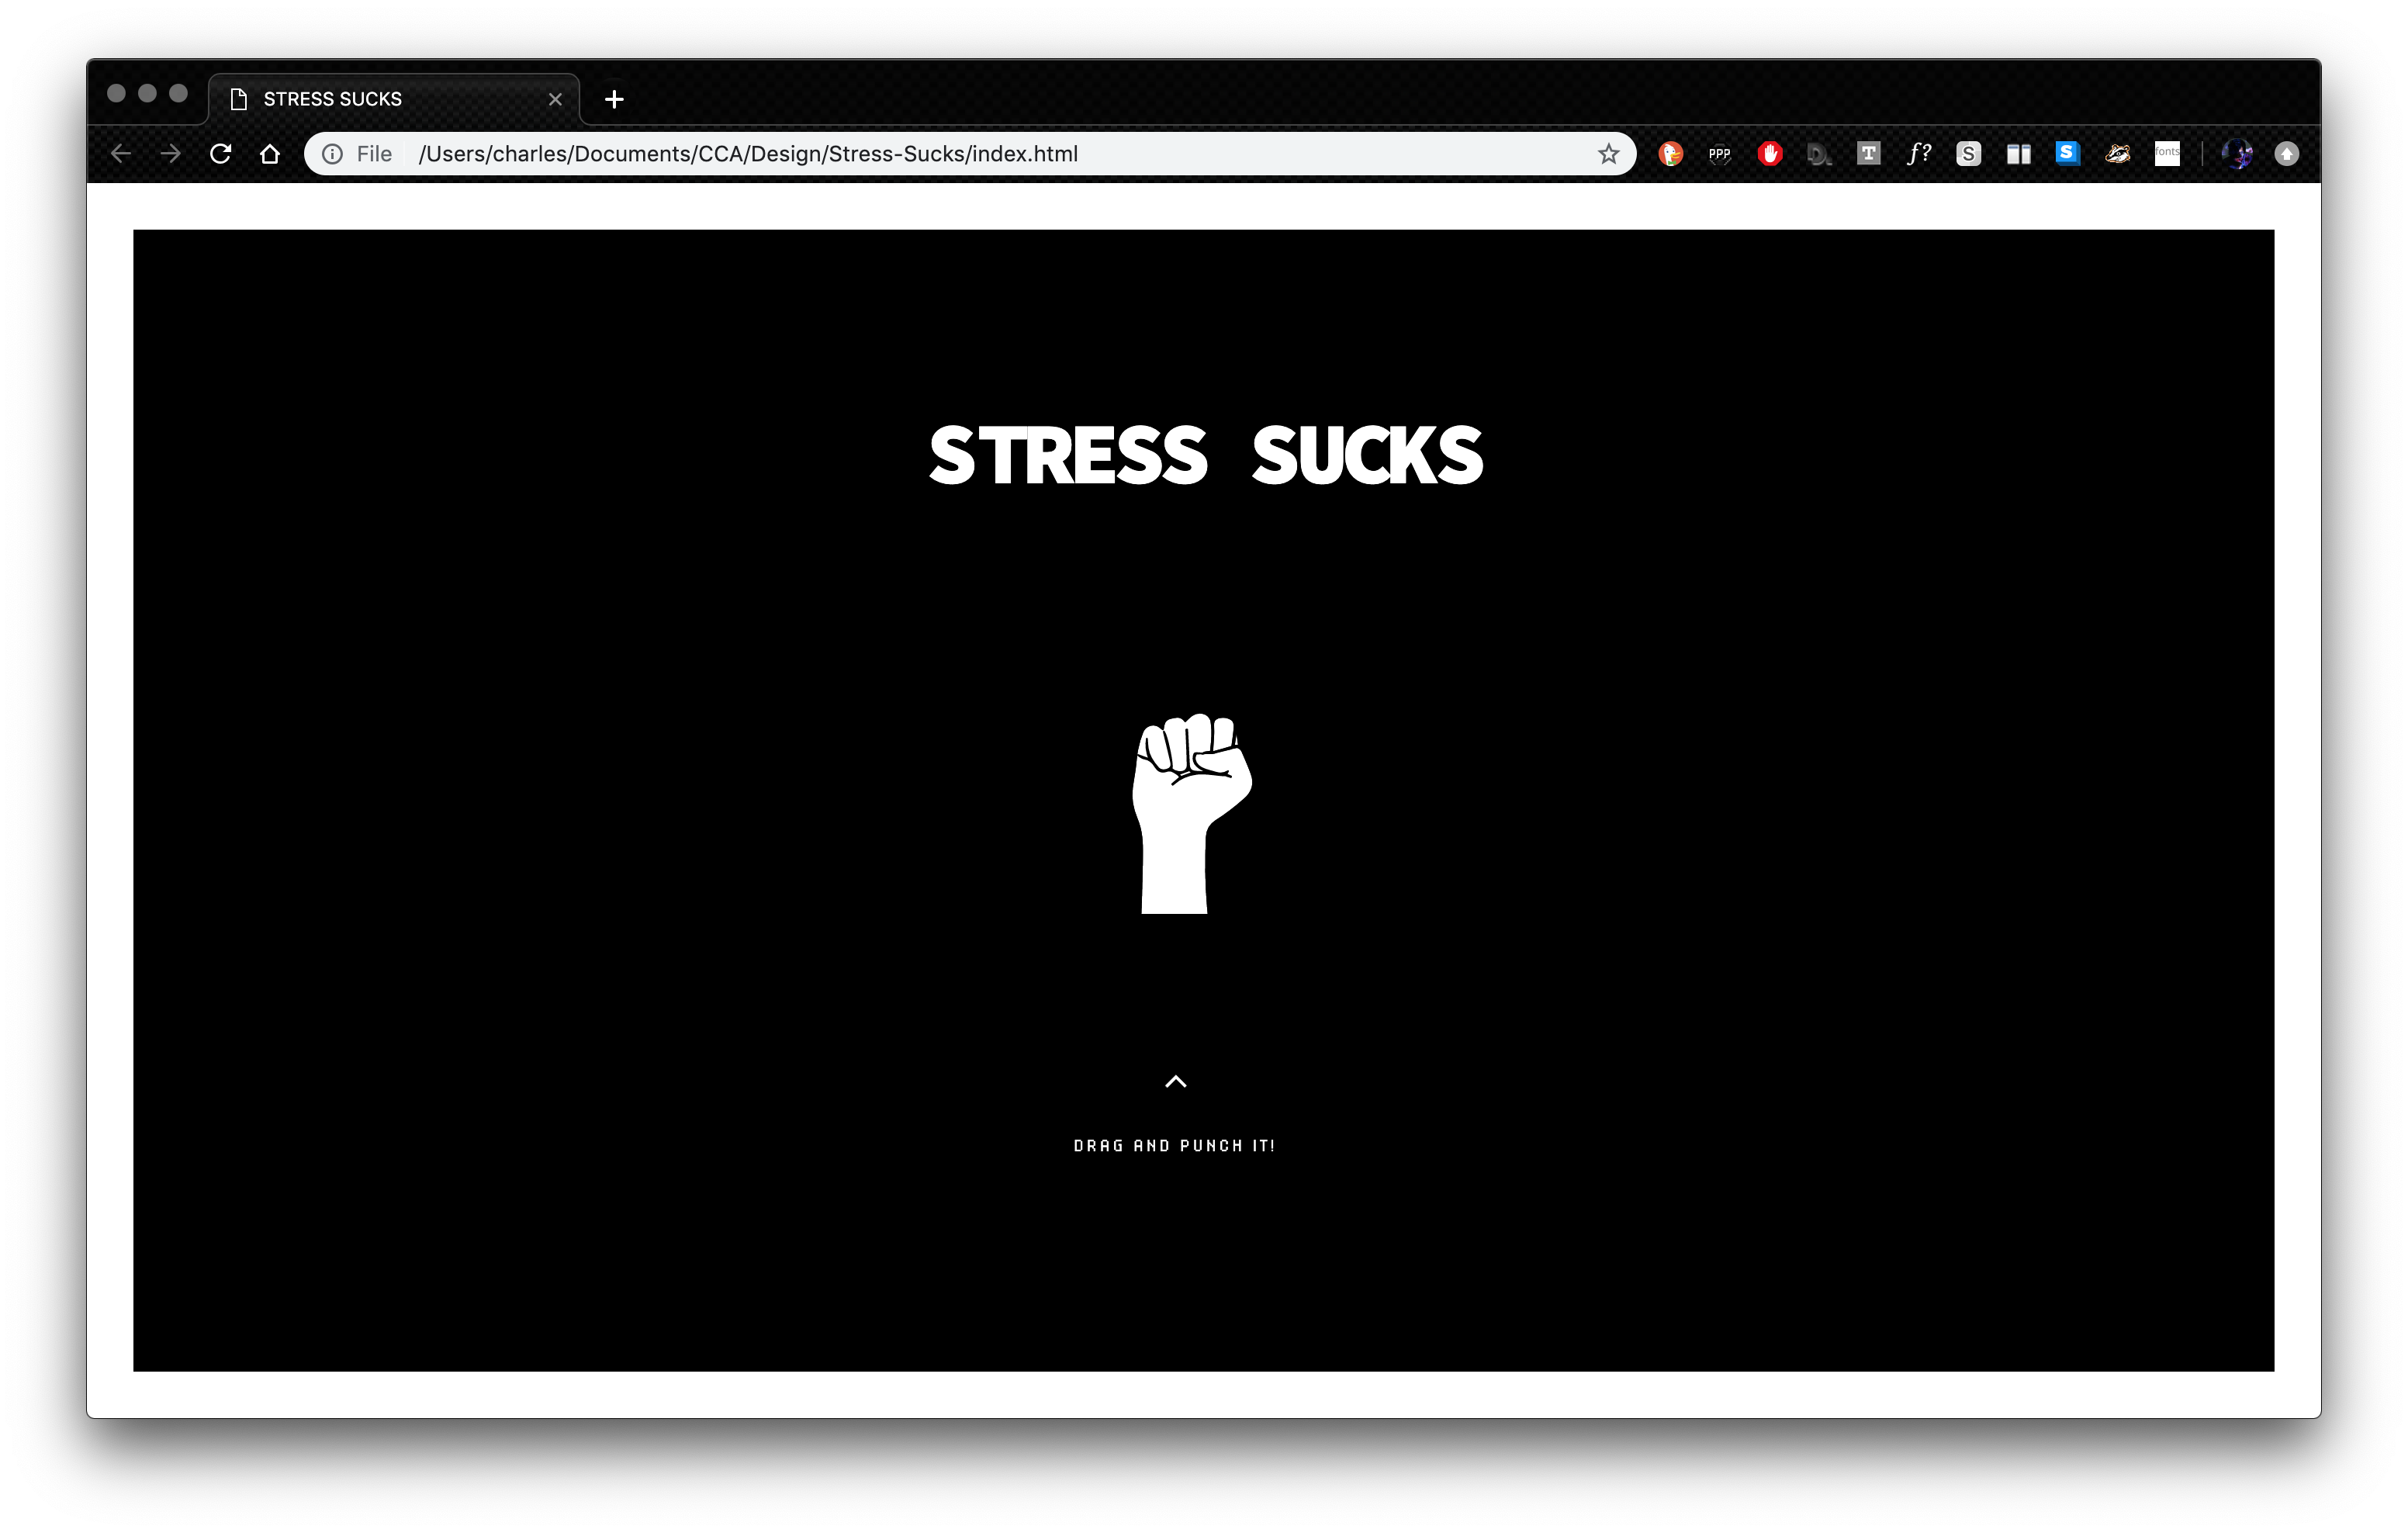 STRESS SUCKS
File /Users/charles/Documents/CCA/Design/Stress-Sucks/index.html
PPP
D.
T
f?
S
S
fonts
STRESS SUCKS
DRAG AND PUNCH IT!